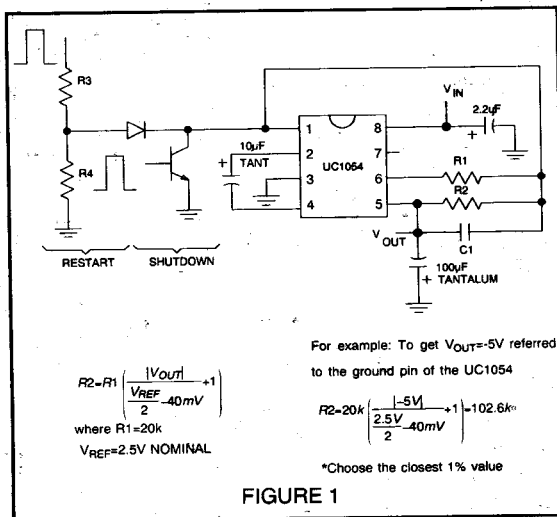 R3
R4
RESTART
SHUTDOWN
10μF
+ TANT
1
2
3
4
UC1054
8
7
6
5
VIN
+
2.2μF
R1
R2
C1
VOUT
100μF
+ TANTALUM
R2=R1(|VOUT|/(VREF/2 -40mV)+1)
where R1=20k
VREF=2.5V NOMINAL
For example: To get VOUT=-5V referred
to the ground pin of the UC1054
R2=20k(|-5V|/(2.5V/2 -40mV)+1)=102.6k*
*Choose the closest 1% value
FIGURE 1